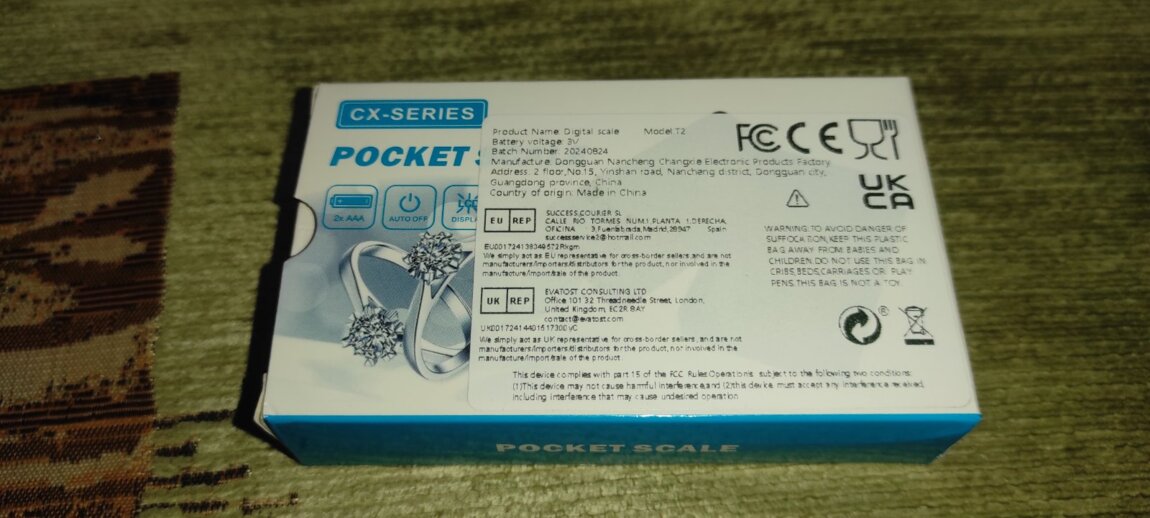 CX-SERIES
POCKET
2x AAA
AUTO OFF
Product Name: Digital scale Model:T2
Battery voltage: 3V
Batch Number: 20240824
Manufacture: Dongguan Nancheng Changxie Electronic Products Factory
Address: 2 floor,No.15, Yinshan road, Nancheng district, Dongguan city,
Guangdong province, China
Country of origin: Made in China
FCC CE
UK
CA
EU REP
SUCCESS COURIER SL
CALLE RIO TORMES NUM.1,PLANTA 1,DERECHA,
OFICINA 3,Fuenlabrada,Madrid,28947 Spain
successservice2@hotmail.com
We simply act as EU representative for cross-border sellers,and are not
manufacturers/importers/distributors for the product, nor involved in the
manufacture/import/sale of the product.
UK REP
EVATOST CONSULTING LTD
Office 101 32 Threadneedle Street, London,
United Kingdom, EC2R 8AY
contact@evatost.com
We simply act as UK representative for cross-border sellers ,and are not
manufacturers/importers/distributors for the product, nor involved in the
manufacture/import/sale of the product
WARNING:TO AVOID DANGER OF
SUFFOCATION,KEEP THIS PLASTIC
BAG AWAY FROM BABIES AND
CHILDREN.DO NOT USE THIS BAG IN
CRIBS,BEDS,CARRIAGES OR PLAY
PENS.THIS BAG IS NOT A TOY.
®
This device complies with part 15 of the FCC Rules.Operation is subject to the following two conditions:
(1)This device may not cause harmful interference,and (2)this device must accept any interference received,
including interference that may cause undesired operation
POCKET SCALE